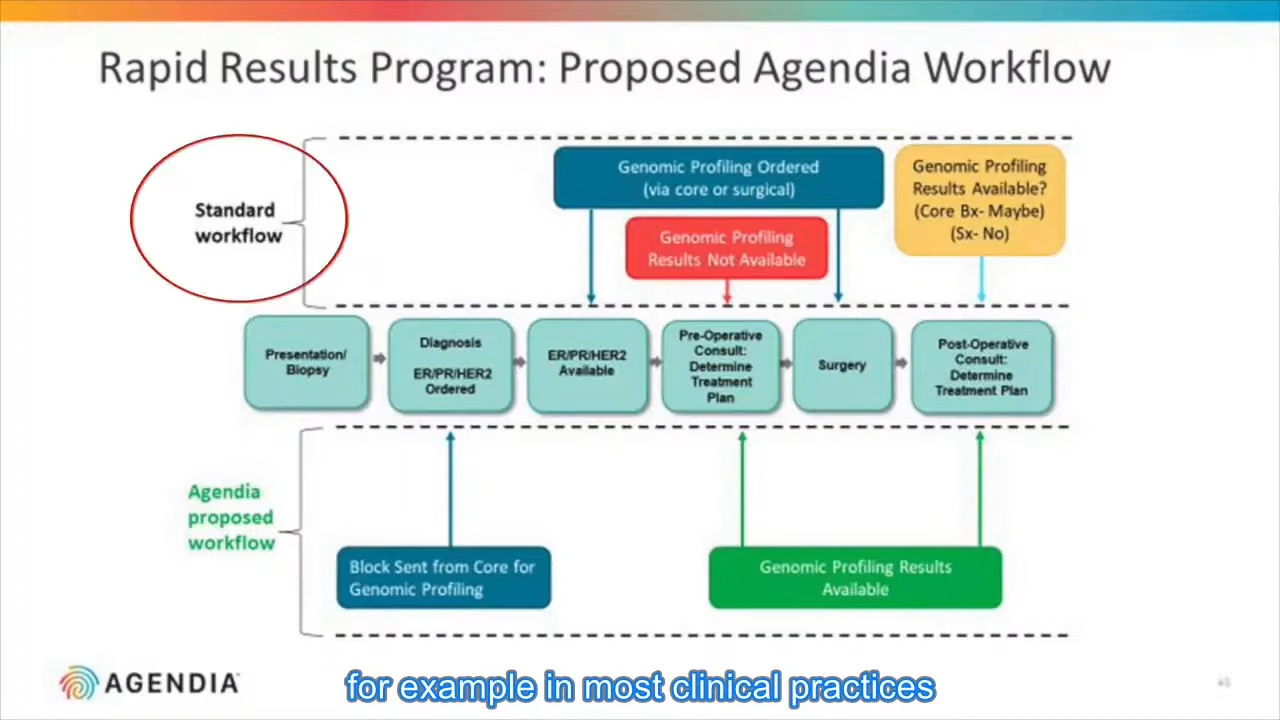 Rapid Results Program: Proposed Agendia Workflow
Standard
workflow
Genomic Profiling Ordered
(via core or surgical)
Genomic Profiling
Results Not Available
Genomic Profiling
Results Available?
(Core Bx- Maybe)
(Sx- No)
Presentation/
Biopsy
Diagnosis
ER/PR/HER2
Ordered
ER/PR/HER2
Available
Pre-Operative
Consult:
Determine
Treatment
Plan
Surgery
Post-Operative
Consult:
Determine
Treatment Plan
Agendia
proposed
workflow
Block Sent from Core for
Genomic Profiling
Genomic Profiling Results
Available
AGENDIA
for example in most clinical practices